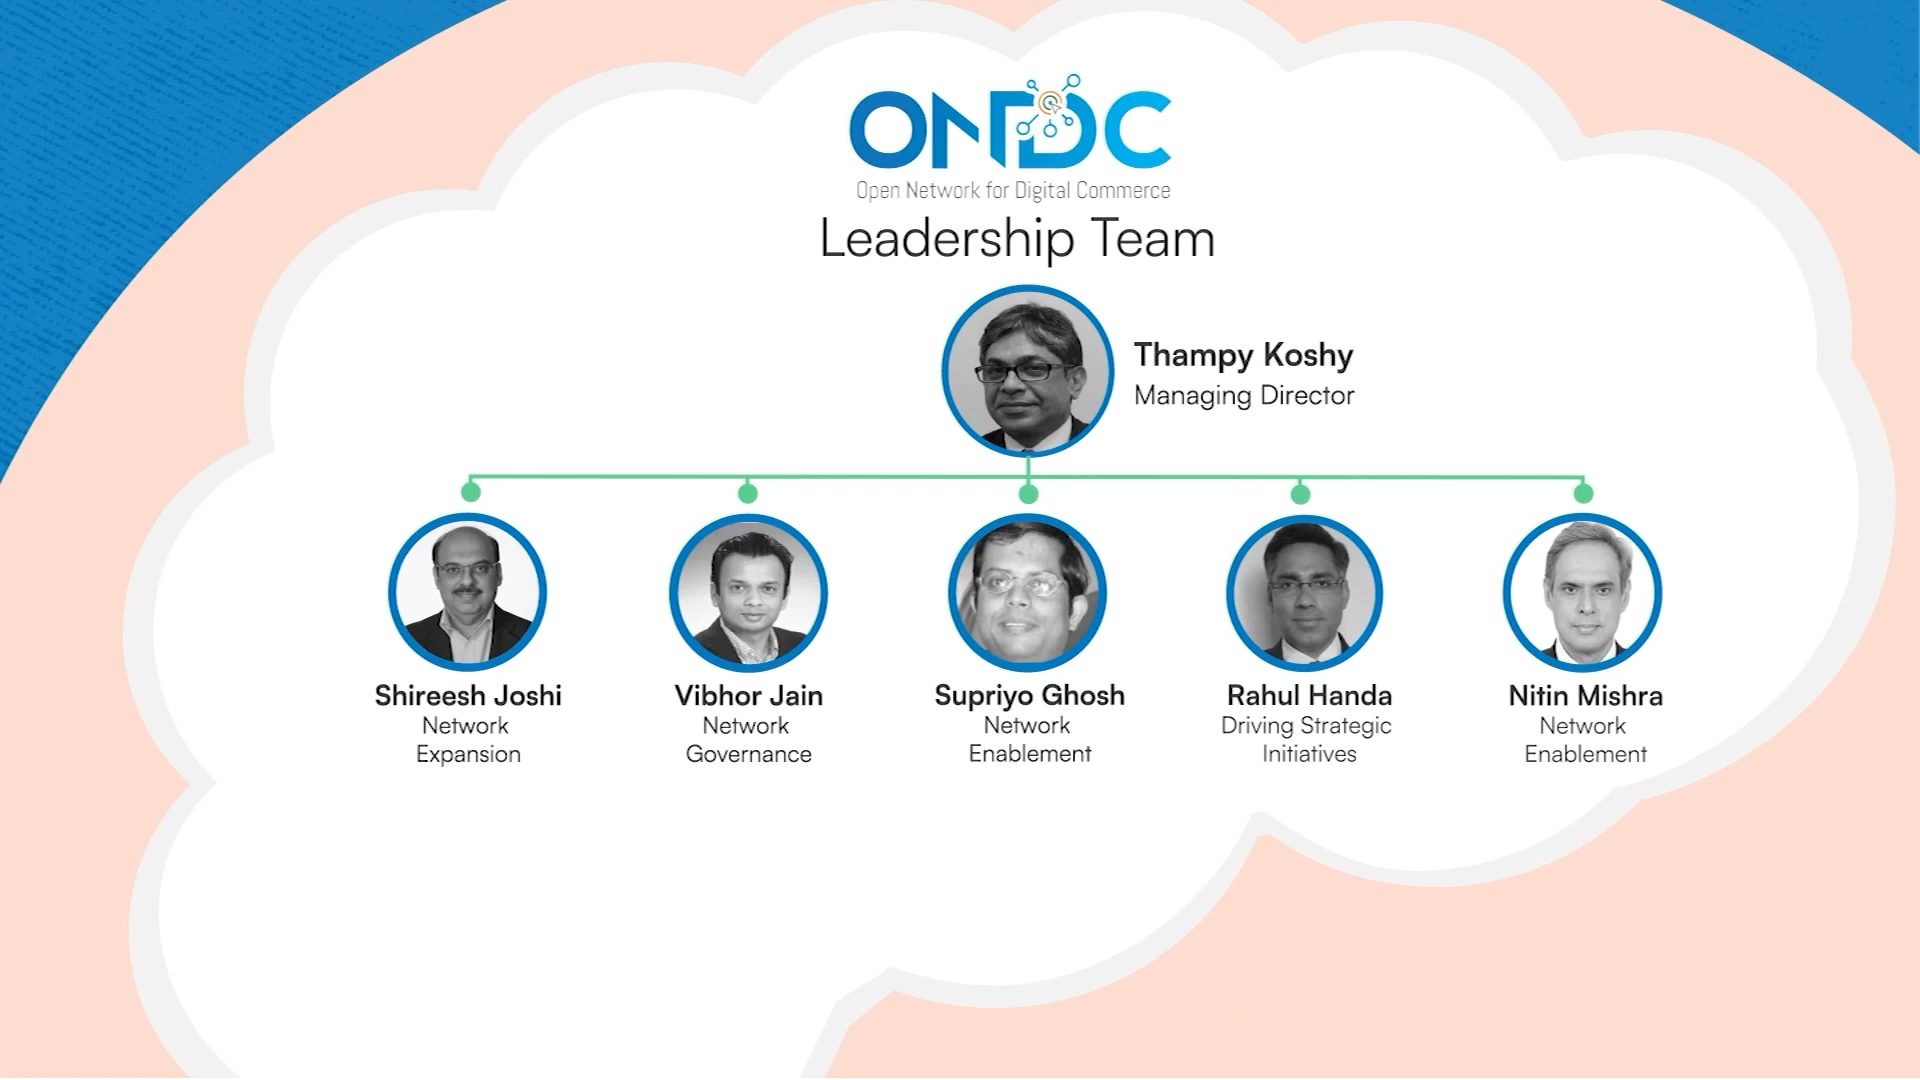 ONDC
Open Network for Digital Commerce
Leadership Team
Thampy Koshy
Managing Director
Shireesh Joshi
Network
Expansion
Vibhor Jain
Network
Governance
Supriyo Ghosh
Network
Enablement
Rahul Handa
Driving Strategic
Initiatives
Nitin Mishra
Network
Enablement